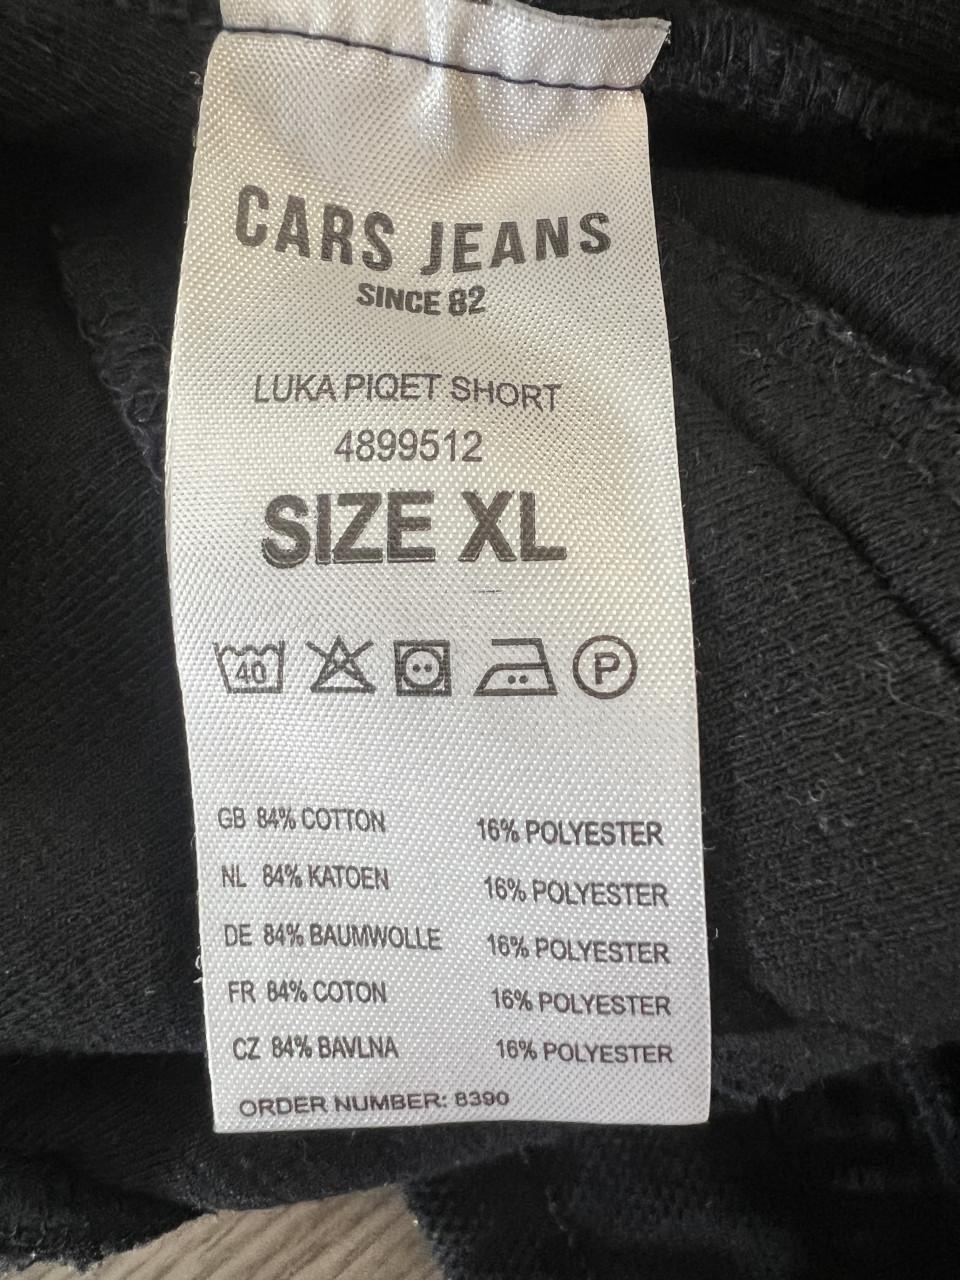 CARS JEANS
SINCE 82
LUKA PIQET SHORT
4899512
SIZE XL
40 P
GB 84% COTTON 16% POLYESTER
NL 84% KATOEN 16% POLYESTER
DE 84% BAUMWOLLE 16% POLYESTER
FR 84% COTON 16% POLYESTER
CZ 84% BAVLNA 16% POLYESTER
ORDER NUMBER: 8390